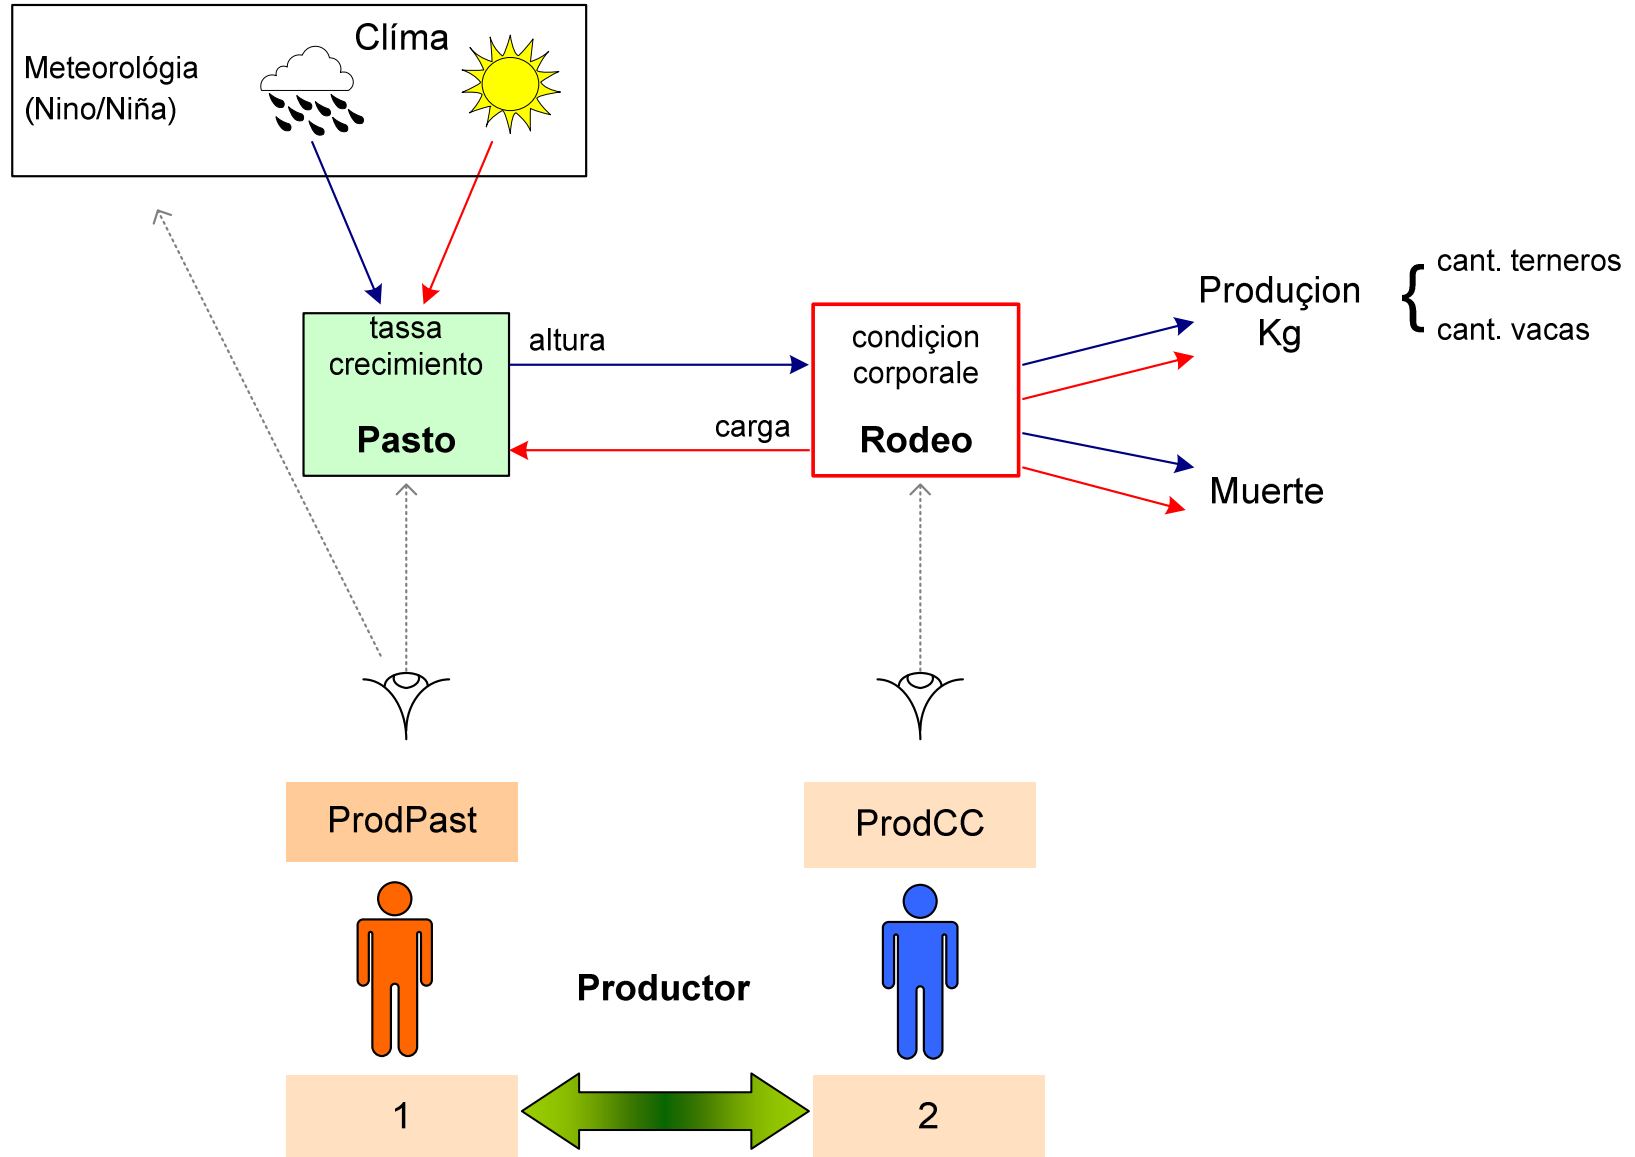 Clíma
Meteorológia
(Nino/Niña)
tassa
crecimiento
Pasto
altura
carga
condiçion
corporale
Rodeo
Produçion
Kg
{
cant. terneros
cant. vacas
Muerte
ProdPast
ProdCC
Productor
1
2